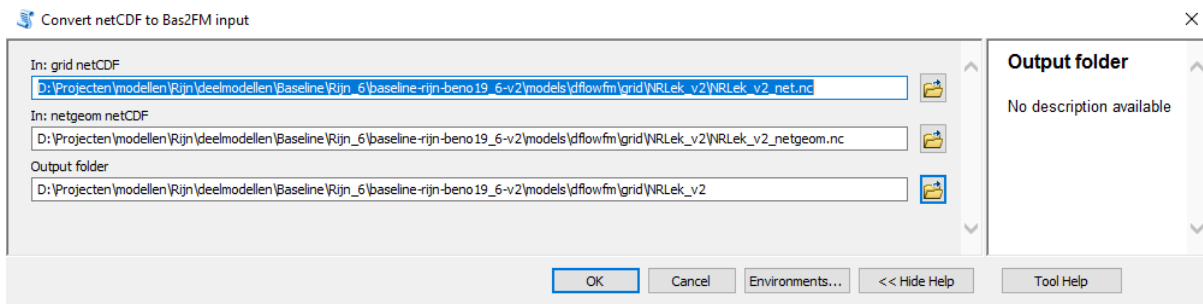 Convert netCDF to Bas2FM input
In: grid netCDF
D:\Projecten\modellen\Rijn\deelmodellen\Baseline\Rijn_6\baseline-rijn-beno19_6-v2\models\dflowfm\grid\NRLek_v2\NRLek_v2_net.nc
In: netgeom netCDF
D:\Projecten\modellen\Rijn\deelmodellen\Baseline\Rijn_6\baseline-rijn-beno19_6-v2\models\dflowfm\grid\NRLek_v2\NRLek_v2_netgeom.nc
Output folder
D:\Projecten\modellen\Rijn\deelmodellen\Baseline\Rijn_6\baseline-rijn-beno19_6-v2\models\dflowfm\grid\NRLek_v2
Output folder
No description available
OK
Cancel
Environments...
<< Hide Help
Tool Help